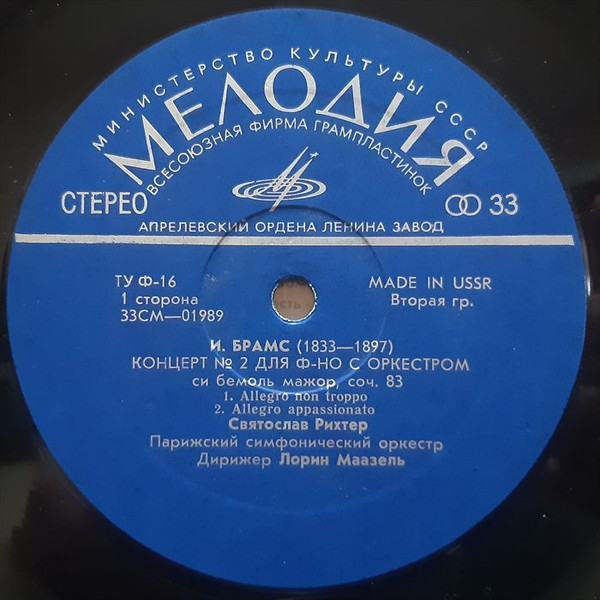 МИНИСТЕРСТВО КУЛЬТУРЫ СССР
МЕЛОДИЯ
ВСЕСОЮЗНАЯ ФИРМА ГРАМПЛАСТИНОК
СТЕРЕО
33
АПРЕЛЕВСКИЙ ОРДЕНА ЛЕНИНА ЗАВОД
ТУ Ф-16
MADE IN USSR
1 сторона
Вторая гр.
33СМ—01989
И. БРАМС (1833—1897)
КОНЦЕРТ № 2 ДЛЯ Ф-НО С ОРКЕСТРОМ
си бемоль мажор, соч. 83
1. Allegro non troppo
2. Allegro appassionato
Святослав Рихтер
Парижский симфонический оркестр
Дирижер Лорин Маазель